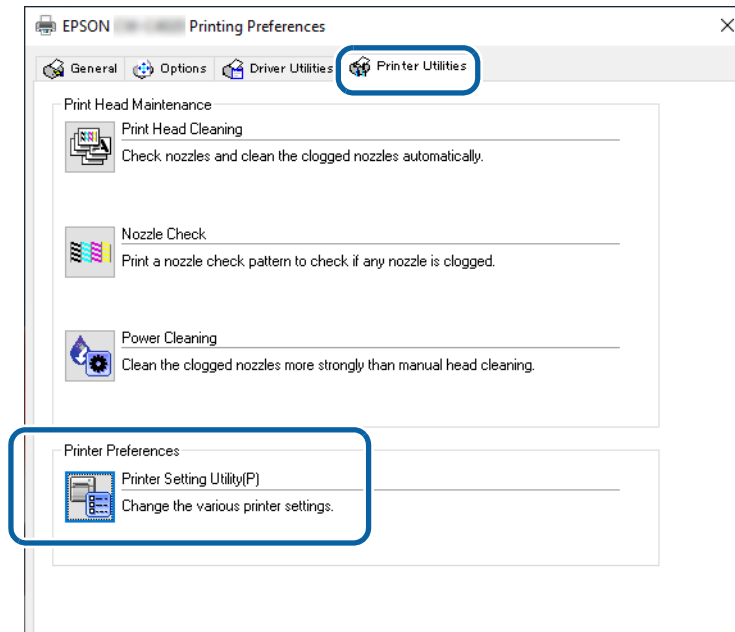 EPSON Printing Preferences
General Options Driver Utilities Printer Utilities
Print Head Maintenance
Print Head Cleaning
Check nozzles and clean the clogged nozzles automatically.
Nozzle Check
Print a nozzle check pattern to check if any nozzle is clogged.
Power Cleaning
Clean the clogged nozzles more strongly than manual head cleaning.
Printer Preferences
Printer Setting Utility(P)
Change the various printer settings.